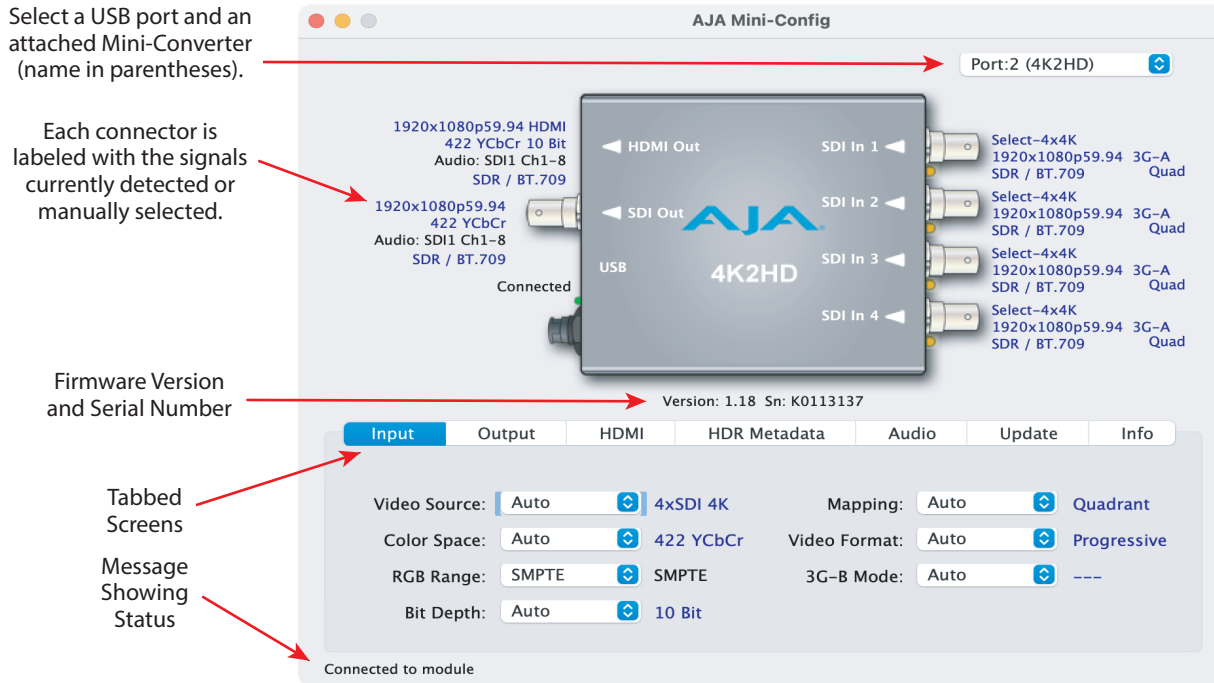 Select a USB port and an
attached Mini-Converter
(name in parentheses).
AJA Mini-Config
Port:2 (4K2HD)
Each connector is
labeled with the signals
currently detected or
manually selected.
1920x1080p59.94 HDMI
422 YCbCr 10 Bit
Audio: SDI1 Ch1-8
SDR / BT.709
1920x1080p59.94
422 YCbCr
Audio: SDI1 Ch1-8
SDR / BT.709
Connected
HDMI Out
SDI Out
USB
AJA
4K2HD
SDI In 1
SDI In 2
SDI In 3
SDI In 4
Select-4x4K
1920x1080p59.94 3G-A
SDR / BT.709 Quad
Select-4x4K
1920x1080p59.94 3G-A
SDR / BT.709 Quad
Select-4x4K
1920x1080p59.94 3G-A
SDR / BT.709 Quad
Select-4x4K
1920x1080p59.94 3G-A
SDR / BT.709 Quad
Firmware Version
and Serial Number
Version: 1.18 Sn: K0113137
Input Output HDMI HDR Metadata Audio Update Info
Tabbed
Screens
Video Source: Auto 4xSDI 4K Mapping: Auto Quadrant
Color Space: Auto 422 YCbCr Video Format: Auto Progressive
RGB Range: SMPTE SMPTE 3G-B Mode: Auto ---
Bit Depth: Auto 10 Bit
Message
Showing
Status
Connected to module